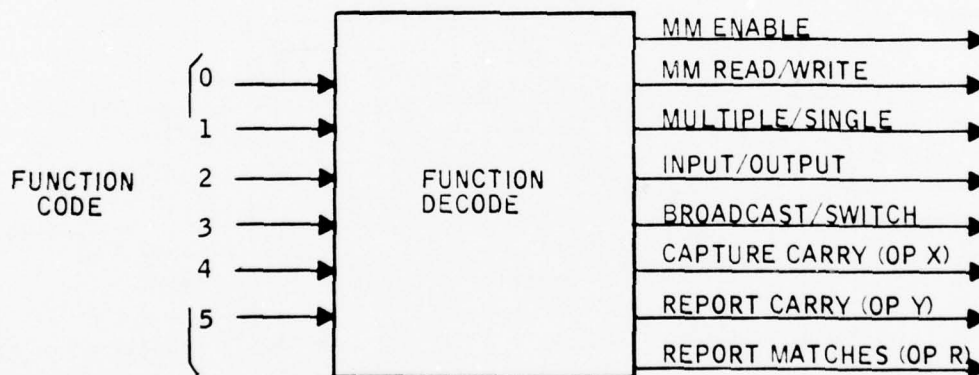 MM ENABLE
0
MM READ/WRITE
1
MULTIPLE/SINGLE
FUNCTION
CODE
2
FUNCTION
DECODE
INPUT/OUTPUT
3
BROADCAST/SWITCH
4
CAPTURE CARRY (OP X)
5
REPORT CARRY (OP Y)
REPORT MATCHES (OP R)